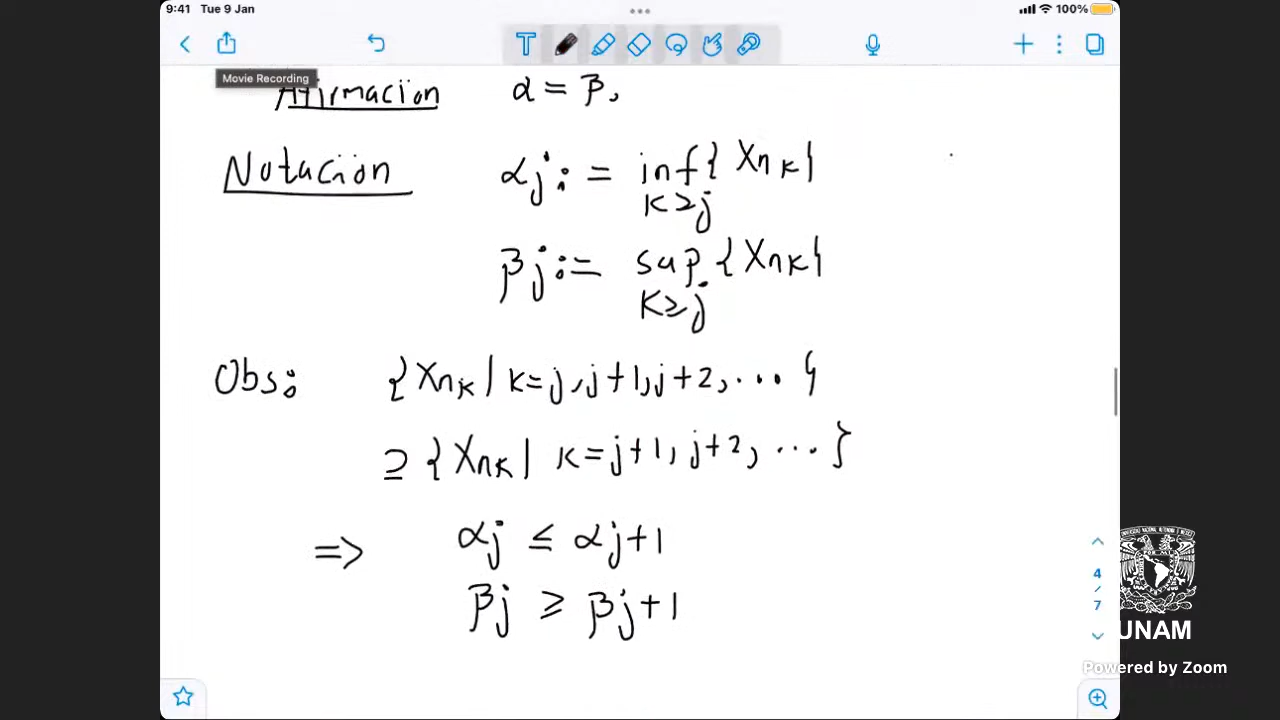 9:41 Tue 9 Jan 100%
Movie Recording
Afirmación α = β,
Notación αj := inf{ Xnk}
k≥j
βj := sup{Xnk}
k≥j
Obs: {Xnk | k=j, j+1, j+2, ... }
⊇ {Xnk | k=j+1, j+2, ... }
=> αj ≤ αj+1
βj ≥ βj+1
4
/
7
UNAM
Powered by Zoom